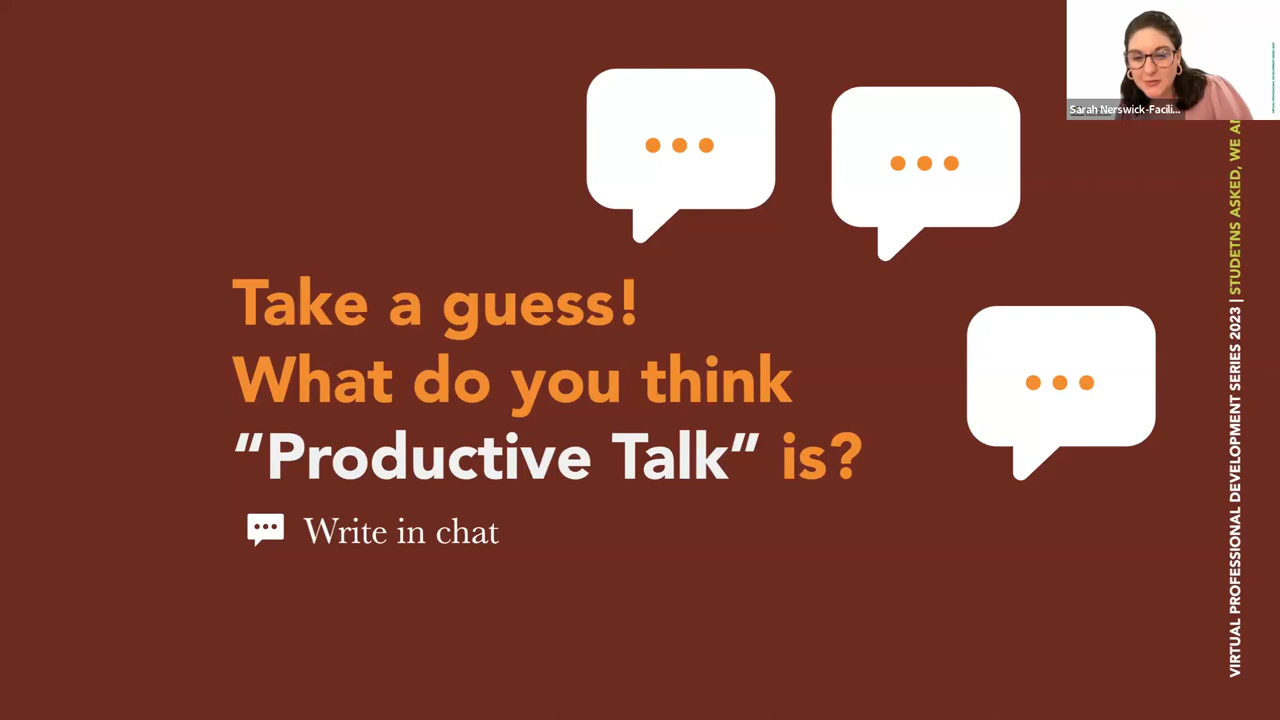 Sarah Nerswick-Facili...
Take a guess!
What do you think
“Productive Talk” is?
Write in chat
VIRTUAL PROFESSIONAL DEVELOPMENT SERIES 2023 | STUDETNS ASKED, WE